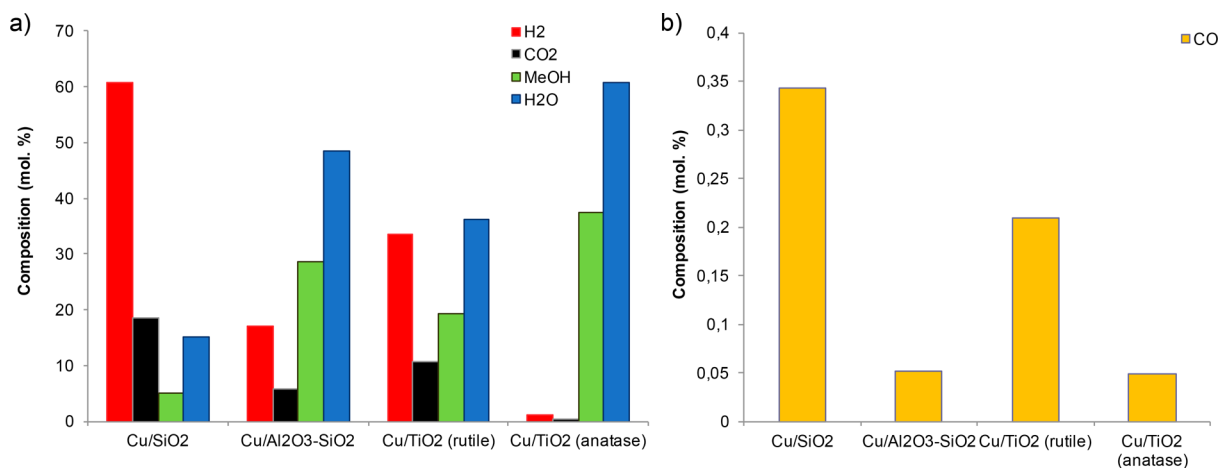 a)
Composition (mol. %)
70
60
50
40
30
20
10
0
H2
CO2
MeOH
H2O
Cu/SiO2
Cu/Al2O3-SiO2
Cu/TiO2 (rutile)
Cu/TiO2 (anatase)
b)
Composition (mol. %)
0,4
0,35
0,3
0,25
0,2
0,15
0,1
0,05
0
CO
Cu/SiO2
Cu/Al2O3-SiO2
Cu/TiO2 (rutile)
Cu/TiO2
(anatase)